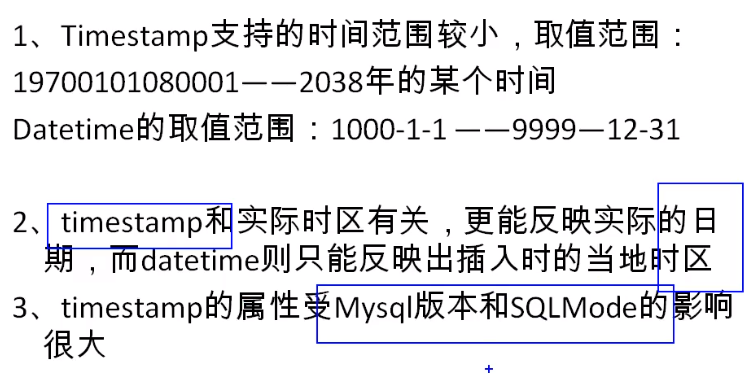 1、Timestamp支持的时间范围较小，取值范围：
19700101080001——2038年的某个时间
Datetime的取值范围：1000-1-1 ——9999—12-31
2、timestamp和实际时区有关，更能反映实际的日
期，而datetime则只能反映出插入时的当地时区
3、timestamp的属性受Mysql版本和SQLMode的影响
很大